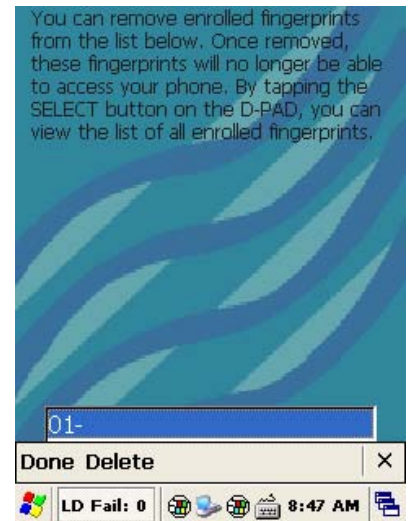 You can remove enrolled fingerprints
from the list below. Once removed,
these fingerprints will no longer be able
to access your phone. By tapping the
SELECT button on the D-PAD, you can
view the list of all enrolled fingerprints.
01-
Done Delete ×
LD Fail: 0 8:47 AM